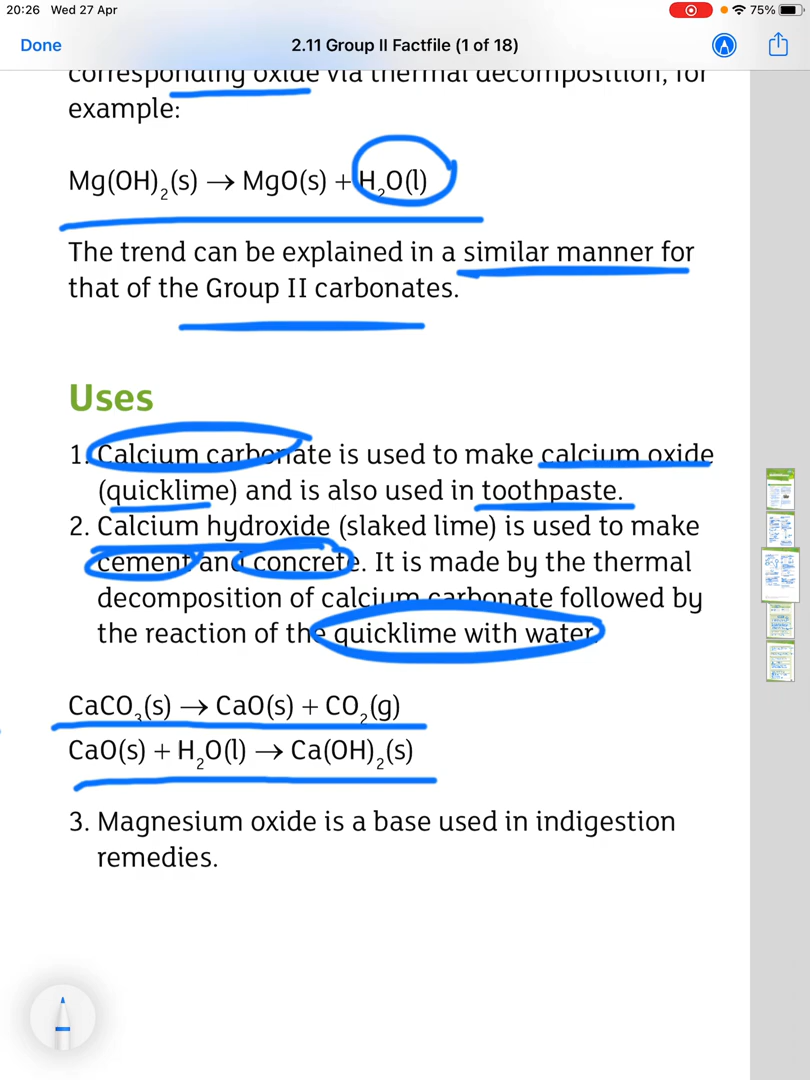 20:26 Wed 27 Apr
75%
Done
2.11 Group II Factfile (1 of 18)
corresponding oxide via thermal decomposition, for
example:
Mg(OH)₂(s) → MgO(s) + H₂O(l)
The trend can be explained in a similar manner for
that of the Group II carbonates.
Uses
1. Calcium carbonate is used to make calcium oxide
(quicklime) and is also used in toothpaste.
2. Calcium hydroxide (slaked lime) is used to make
cement and concrete. It is made by the thermal
decomposition of calcium carbonate followed by
the reaction of the quicklime with water.
CaCO₃(s) → CaO(s) + CO₂(g)
CaO(s) + H₂O(l) → Ca(OH)₂(s)
3. Magnesium oxide is a base used in indigestion
remedies.